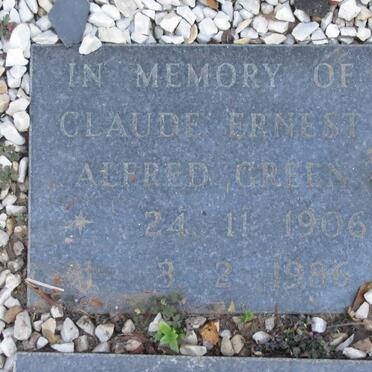 IN MEMORY OF
CLAUDE ERNEST
ALFRED GREEN
* 24 11 1906
✝ 3 2 1986